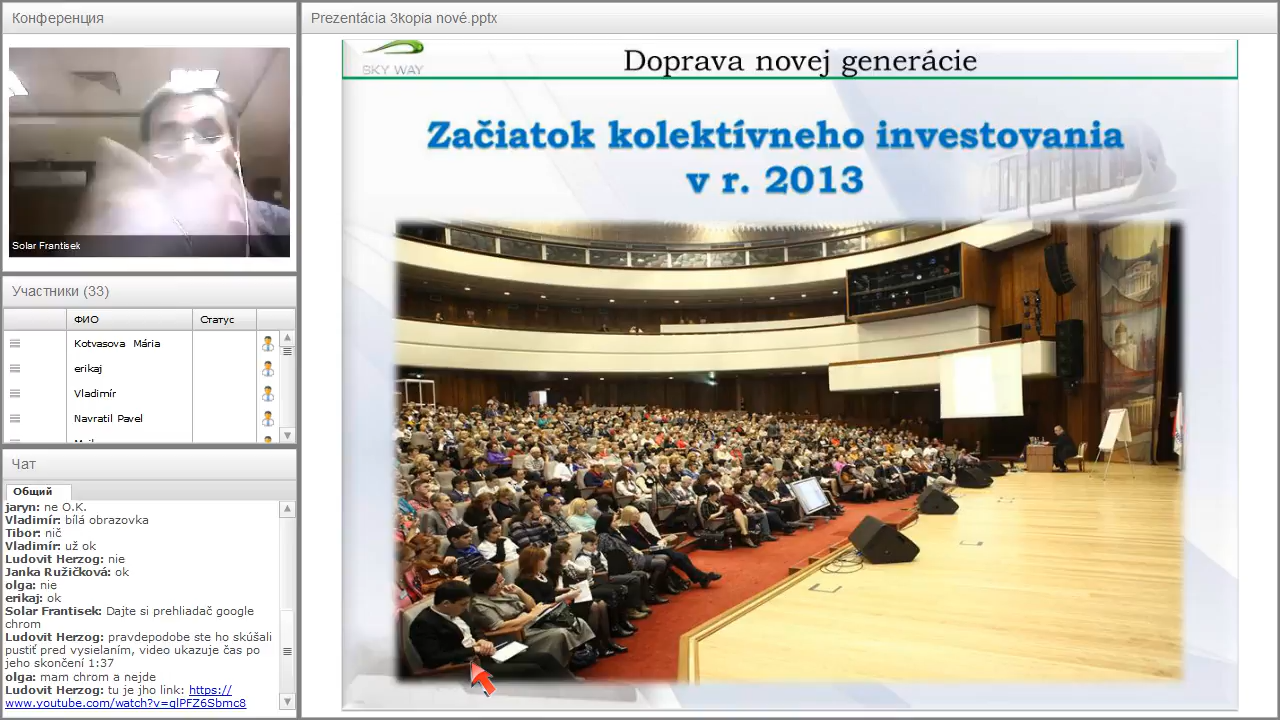 Конференция
Solar Frantisek
Участники (33)
ФИО
Статус
Kotvasova Mária
erikaj
Vladimír
Navratil Pavel
Чат
Общий
jaryn: ne O.K.
Vladimír: bílá obrazovka
Tibor: nič
Vladimír: už ok
Ludovit Herzog: nie
Janka Ružičková: ok
olga: nie
erikaj: ok
Solar Frantisek: Dajte si prehliadač google
chrom
Ludovit Herzog: pravdepodobe ste ho skúšali
pustiť pred vysielaním, video ukazuje čas po
jeho skončení 1:37
olga: mam chrom a nejde
Ludovit Herzog: tu je jho link: https://
www.youtube.com/watch?v=qlPFZ6Sbmc8
Prezentácia 3kopia nové.pptx
SKY WAY
Doprava novej generácie
Začiatok kolektívneho investovania
v r. 2013